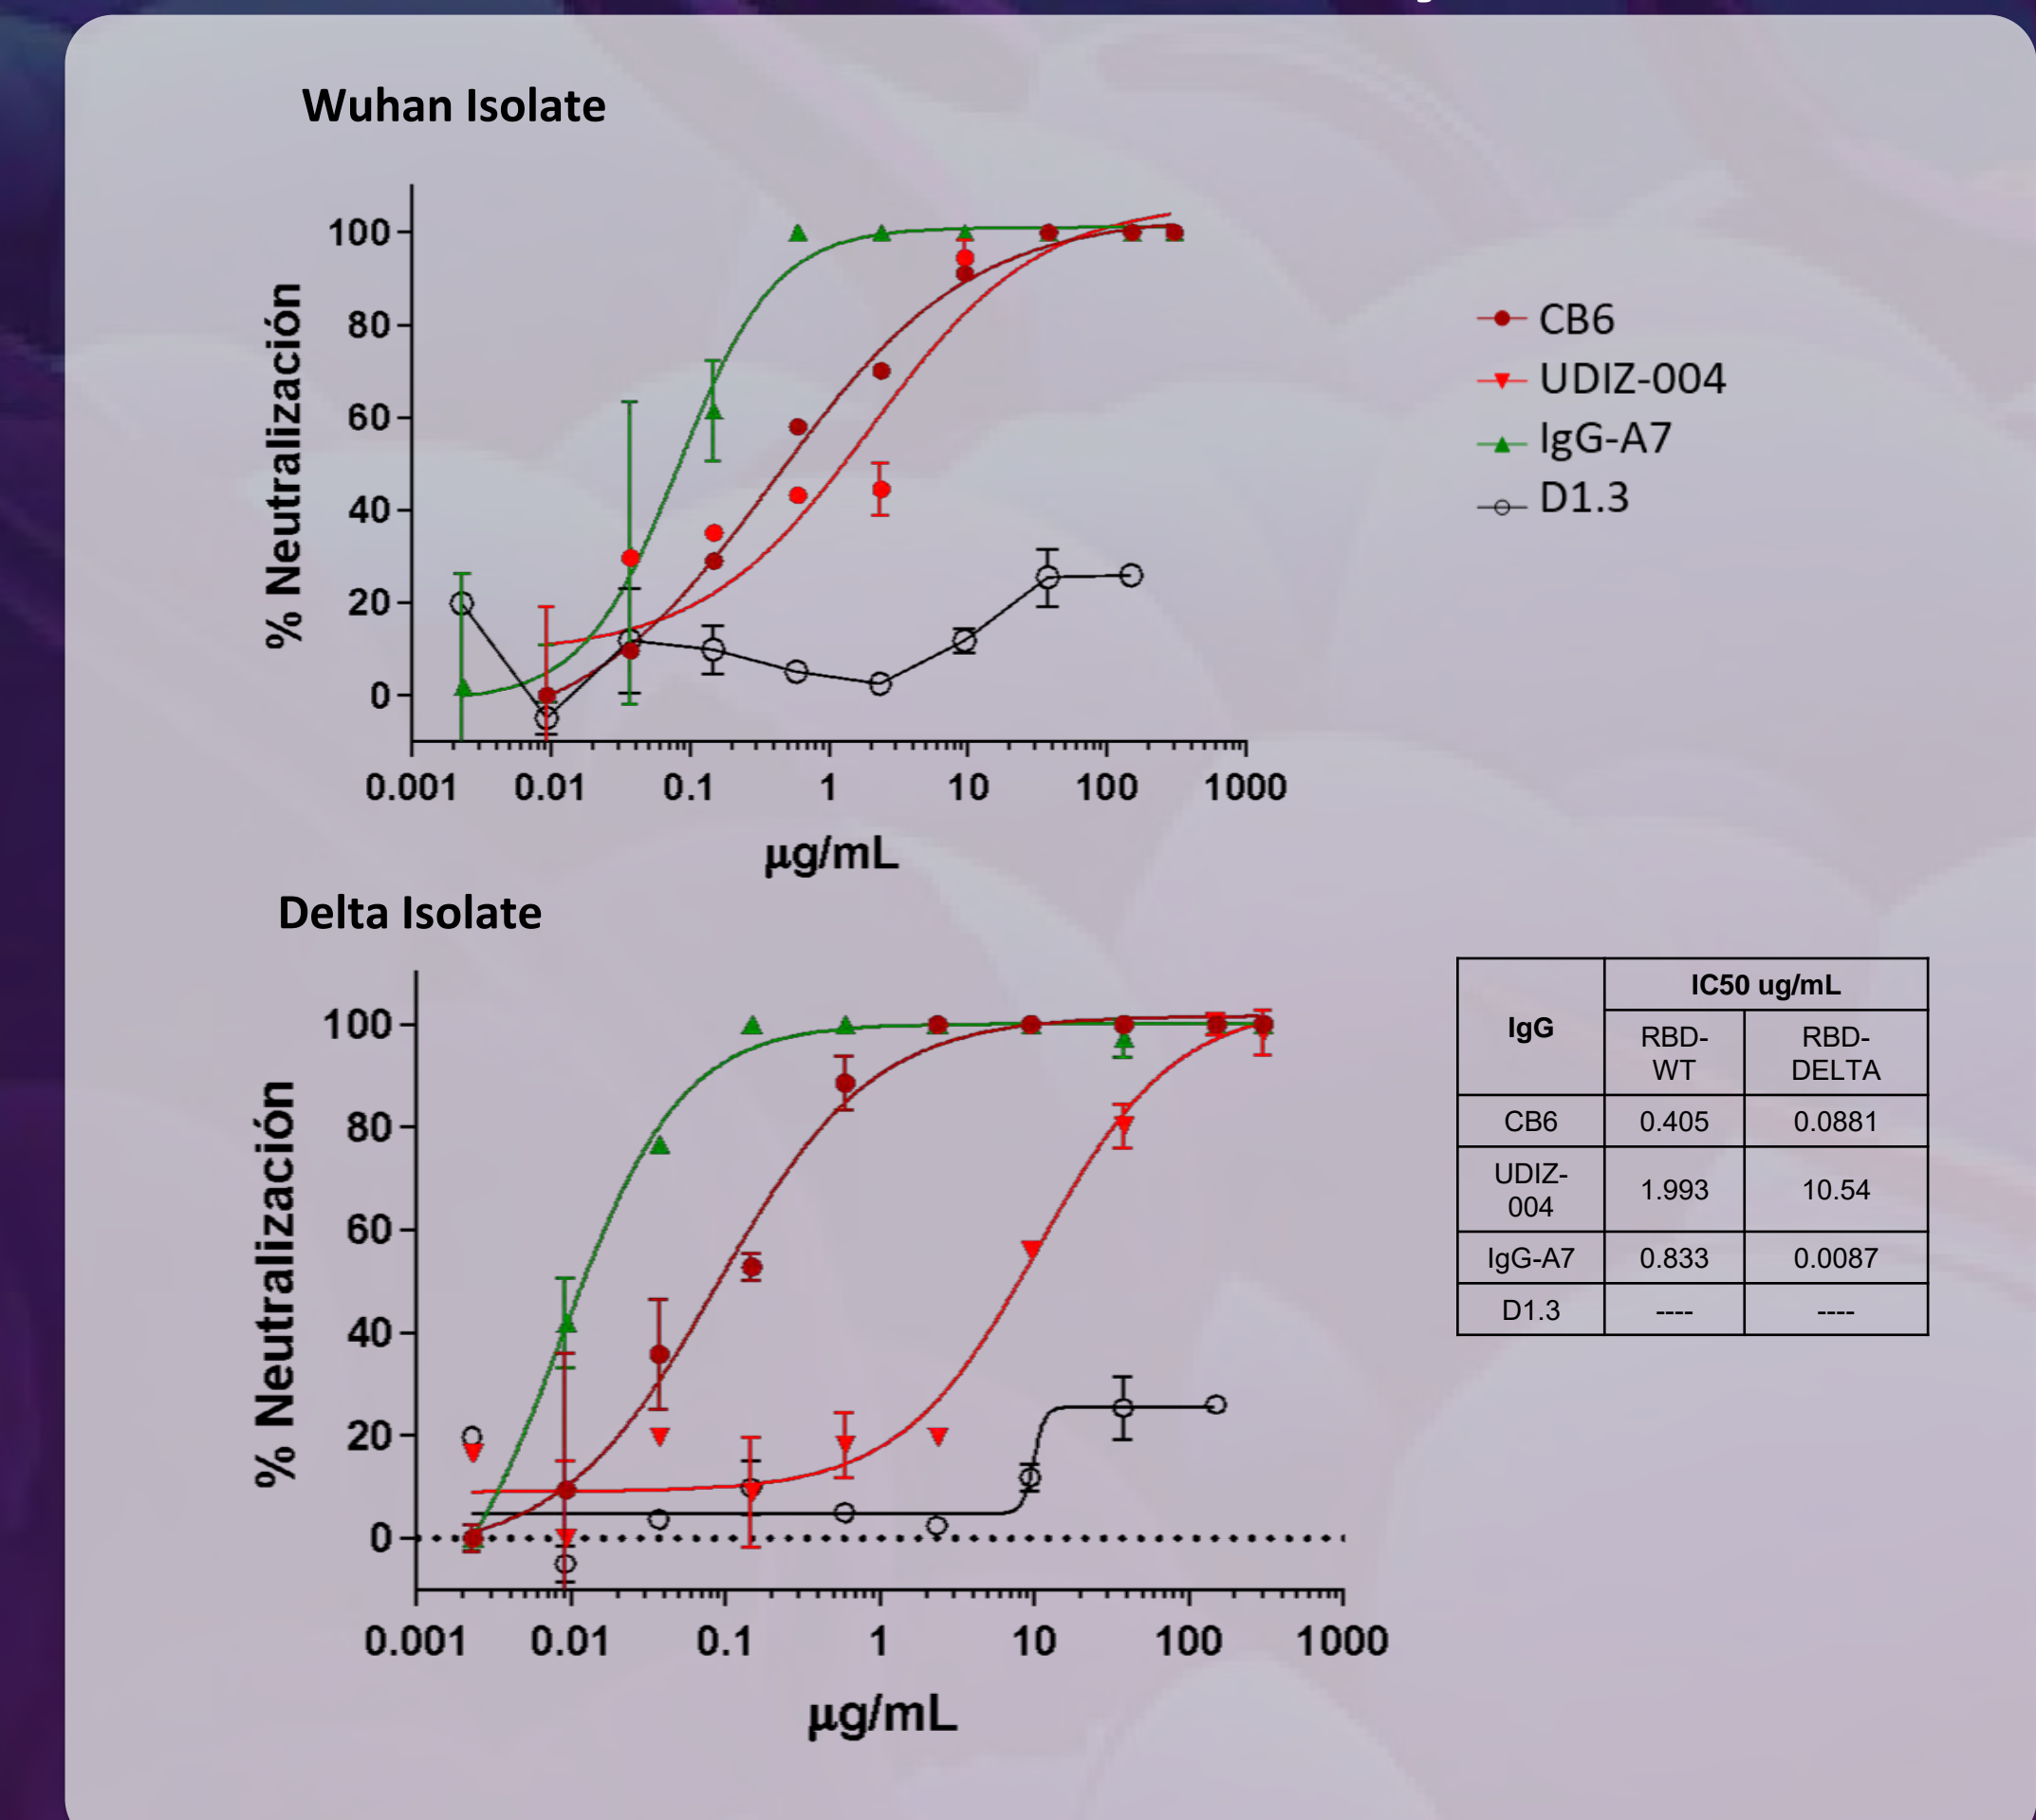 Wuhan Isolate
% Neutralización
100
80
60
40
20
0
0.001 0.01 0.1 1 10 100 1000
µg/mL
CB6
UDIZ-004
IgG-A7
D1.3
Delta Isolate
% Neutralización
100
80
60
40
20
0
0.001 0.01 0.1 1 10 100 1000
µg/mL
IgG
IC50 ug/mL
RBD-
WT
RBD-
DELTA
CB6 0.405 0.0881
UDIZ-
004
1.993 10.54
IgG-A7 0.833 0.0087
D1.3 ---- ----